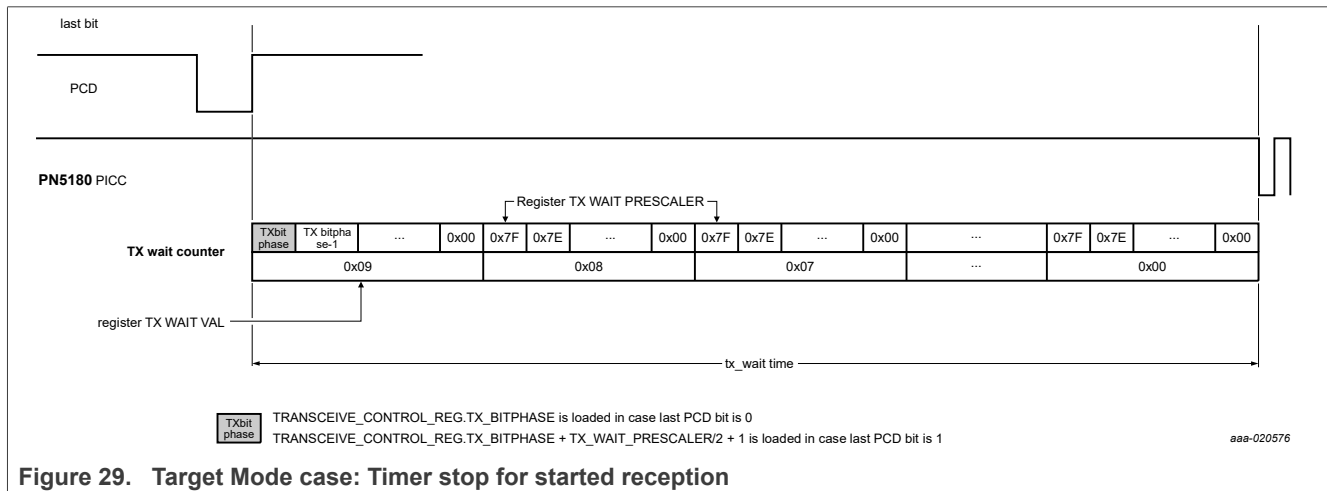 last bit
PCD
PN5180 PICC
Register TX WAIT PRESCALER
TX wait counter
TXbit phase TX bitpha se-1 ... 0x00 0x7F 0x7E ... 0x00 0x7F 0x7E ... 0x00 ... 0x7F 0x7E ... 0x00
0x09 0x08 0x07 ... 0x00
register TX WAIT VAL
tx_wait time
TXbit phase
TRANSCEIVE_CONTROL_REG.TX_BITPHASE is loaded in case last PCD bit is 0
TRANSCEIVE_CONTROL_REG.TX_BITPHASE + TX_WAIT_PRESCALER/2 + 1 is loaded in case last PCD bit is 1
aaa-020576
Figure 29. Target Mode case: Timer stop for started reception